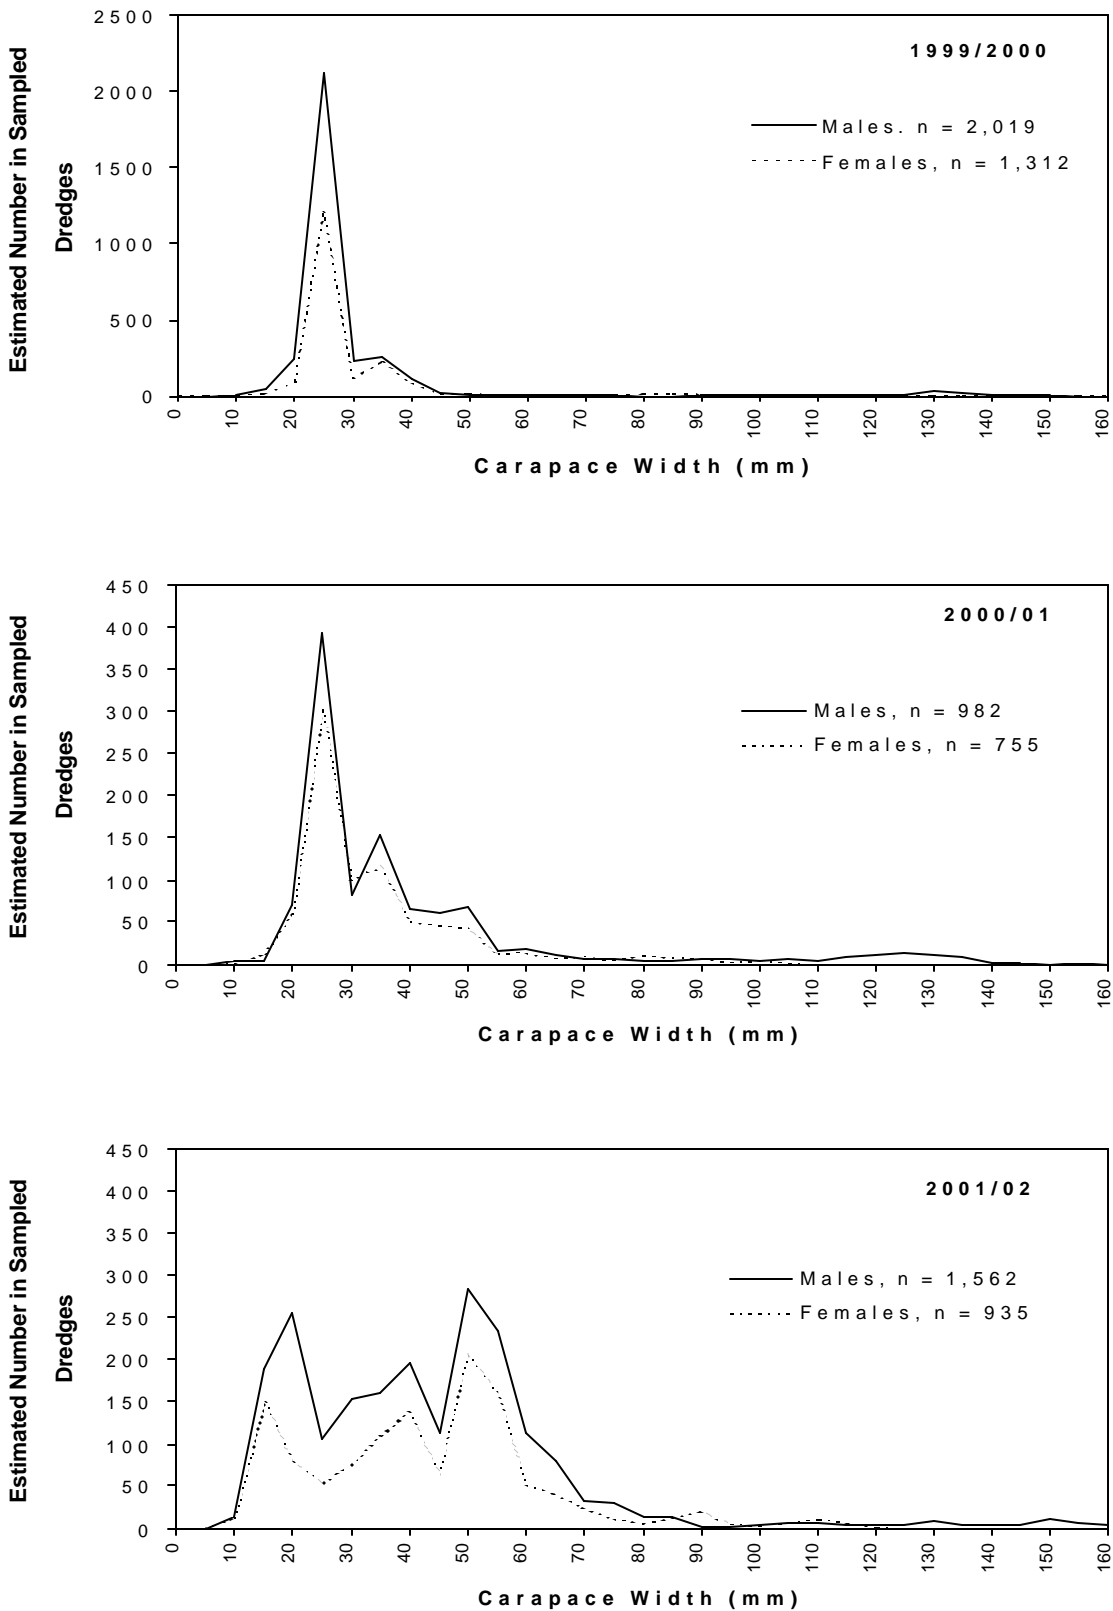 Estimated Number in Sampled
Dredges
2500
2000
1500
1000
500
0
1999/2000
Males. n = 2,019
Females, n = 1,312
0 10 20 30 40 50 60 70 80 90 100 110 120 130 140 150 160
Carapace Width (mm)
Estimated Number in Sampled
Dredges
450
400
350
300
250
200
150
100
50
0
2000/01
Males, n = 982
Females, n = 755
0 10 20 30 40 50 60 70 80 90 100 110 120 130 140 150 160
Carapace Width (mm)
Estimated Number in Sampled
Dredges
450
400
350
300
250
200
150
100
50
0
2001/02
Males, n = 1,562
Females, n = 935
0 10 20 30 40 50 60 70 80 90 100 110 120 130 140 150 160
Carapace Width (mm)